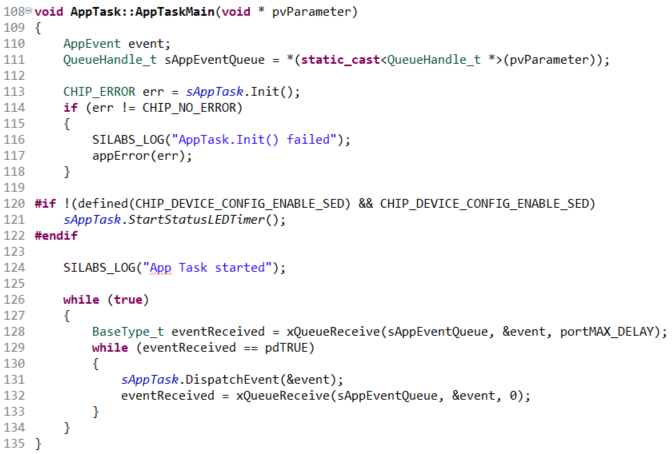 108 void AppTask::AppTaskMain(void * pvParameter)
109 {
110     AppEvent event;
111     QueueHandle_t sAppEventQueue = *(static_cast<QueueHandle_t *>(pvParameter));
112
113     CHIP_ERROR err = sAppTask.Init();
114     if (err != CHIP_NO_ERROR)
115     {
116         SILABS_LOG("AppTask.Init() failed");
117         appError(err);
118     }
119
120 #if !(defined(CHIP_DEVICE_CONFIG_ENABLE_SED) && CHIP_DEVICE_CONFIG_ENABLE_SED)
121     sAppTask.StartStatusLEDTimer();
122 #endif
123
124     SILABS_LOG("App Task started");
125
126     while (true)
127     {
128         BaseType_t eventReceived = xQueueReceive(sAppEventQueue, &event, portMAX_DELAY);
129         while (eventReceived == pdTRUE)
130         {
131             sAppTask.DispatchEvent(&event);
132             eventReceived = xQueueReceive(sAppEventQueue, &event, 0);
133         }
134     }
135 }